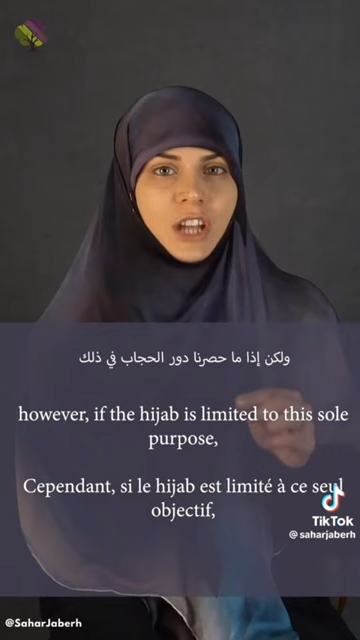 ولكن إذا ما حصرنا دور الحجاب في ذلك
however, if the hijab is limited to this sole
purpose,
Cependant, si le hijab est limité à ce seul
objectif,
TikTok
@ saharjaberh
@SaharJaberh